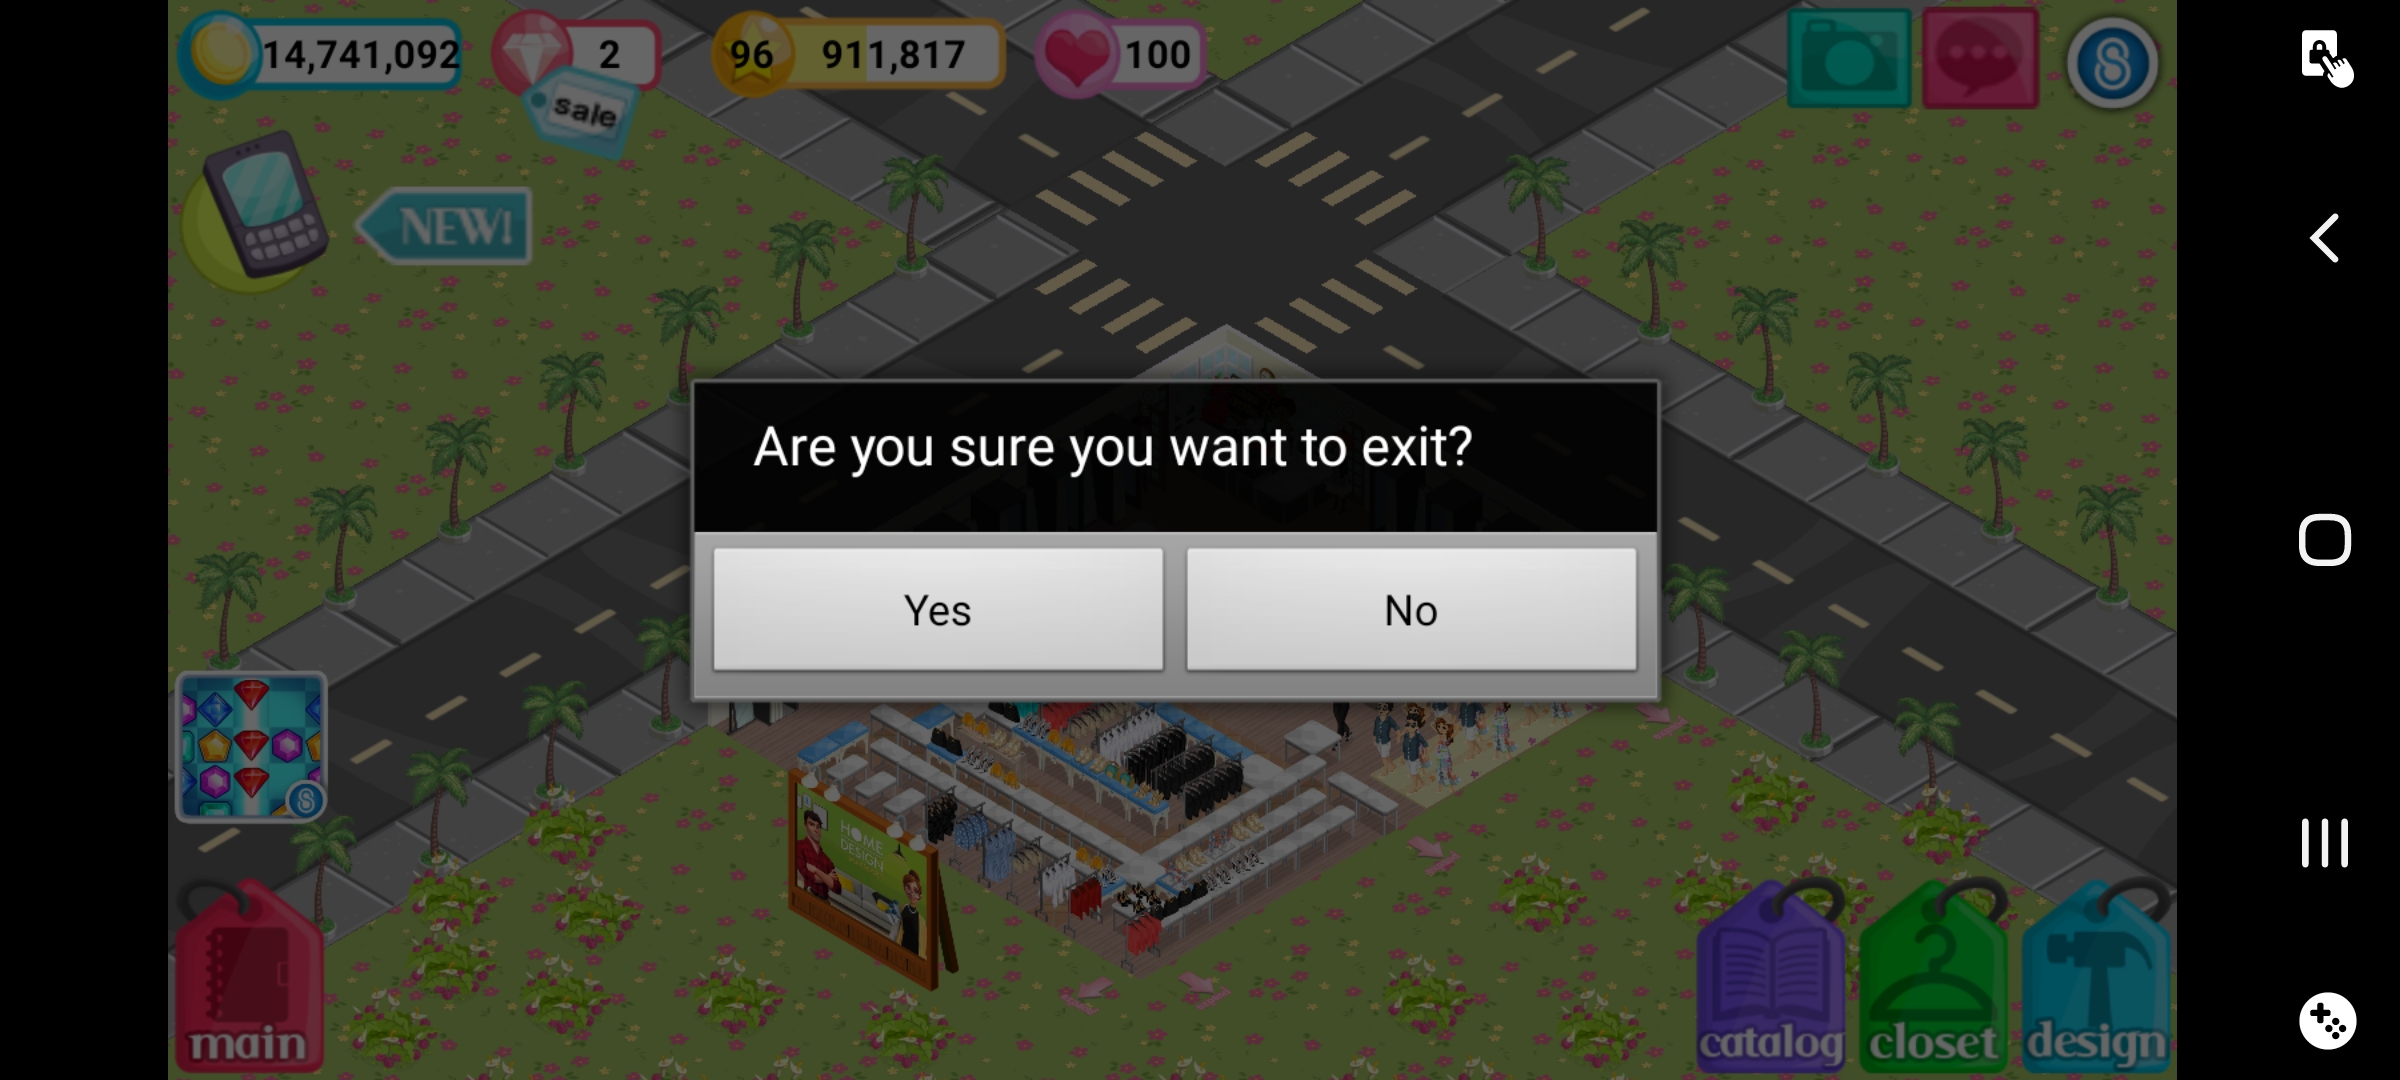 14,741,092
2
96
911,817
100
sale
NEW!
Are you sure you want to exit?
Yes
No
HOME
DESIGN
main
catalog
closet
design